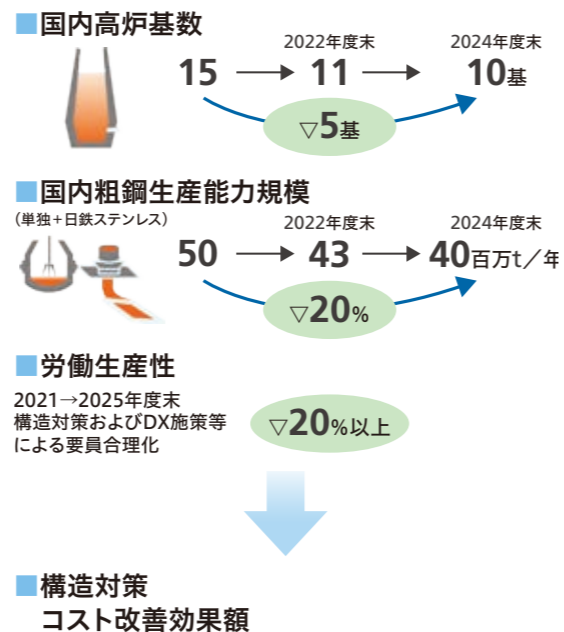 ■国内高炉基数
2022年度末 2024年度末
15 → 11 → 10基
▽5基
■国内粗鋼生産能力規模
(単独+日鉄ステンレス)
2022年度末 2024年度末
50 → 43 → 40百万t/年
▽20%
■労働生産性
2021→2025年度末
構造対策およびDX施策等
による要員合理化
▽20%以上
■構造対策
コスト改善効果額